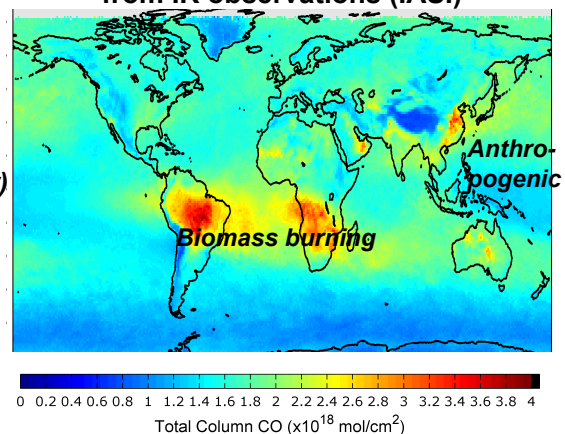 from IR observations (IASI)
Anthro-
pogenic
Biomass burning
0 0.2 0.4 0.6 0.8 1 1.2 1.4 1.6 1.8 2 2.2 2.4 2.6 2.8 3 3.2 3.4 3.6 3.8 4
Total Column CO (x10¹⁸ mol/cm²)